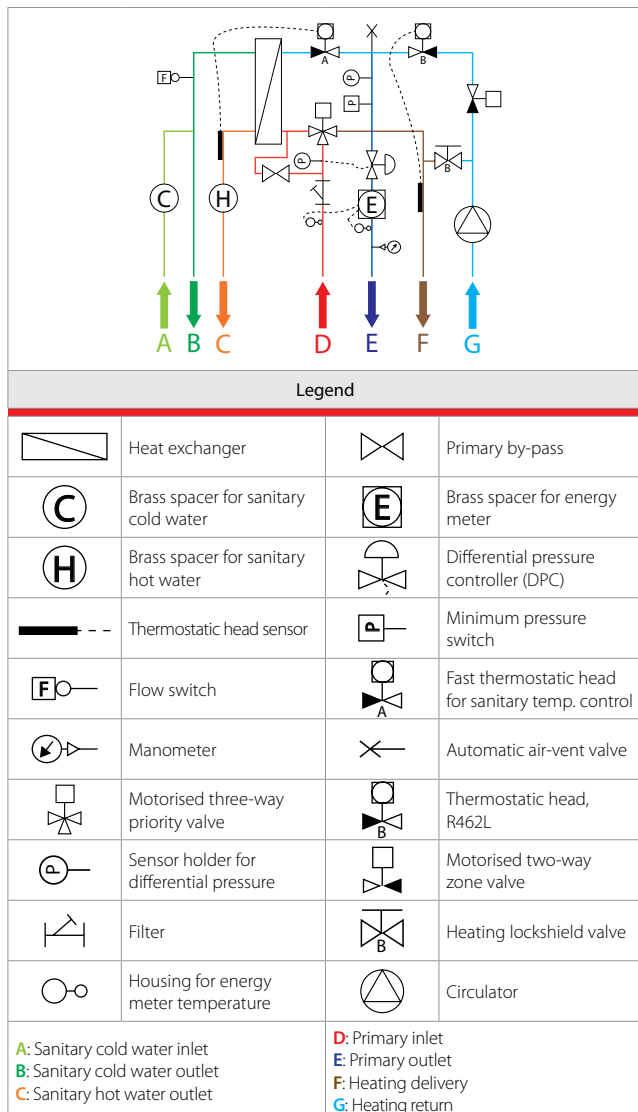 A
B
F
P
P
P
B
C
H
E
A
B
C
D
E
F
G
Legend
Heat exchanger
Primary by-pass
C
Brass spacer for sanitary
cold water
E
Brass spacer for energy
meter
H
Brass spacer for sanitary
hot water
Differential pressure
controller (DPC)
Thermostatic head sensor
P
Minimum pressure
switch
F
Flow switch
A
Fast thermostatic head
for sanitary temp. control
Manometer
Automatic air-vent valve
Motorised three-way
priority valve
B
Thermostatic head,
R462L
P
Sensor holder for
differential pressure
Motorised two-way
zone valve
Filter
B
Heating lockshield valve
Housing for energy
meter temperature
Circulator
A: Sanitary cold water inlet
B: Sanitary cold water outlet
C: Sanitary hot water outlet
D: Primary inlet
E: Primary outlet
F: Heating delivery
G: Heating return